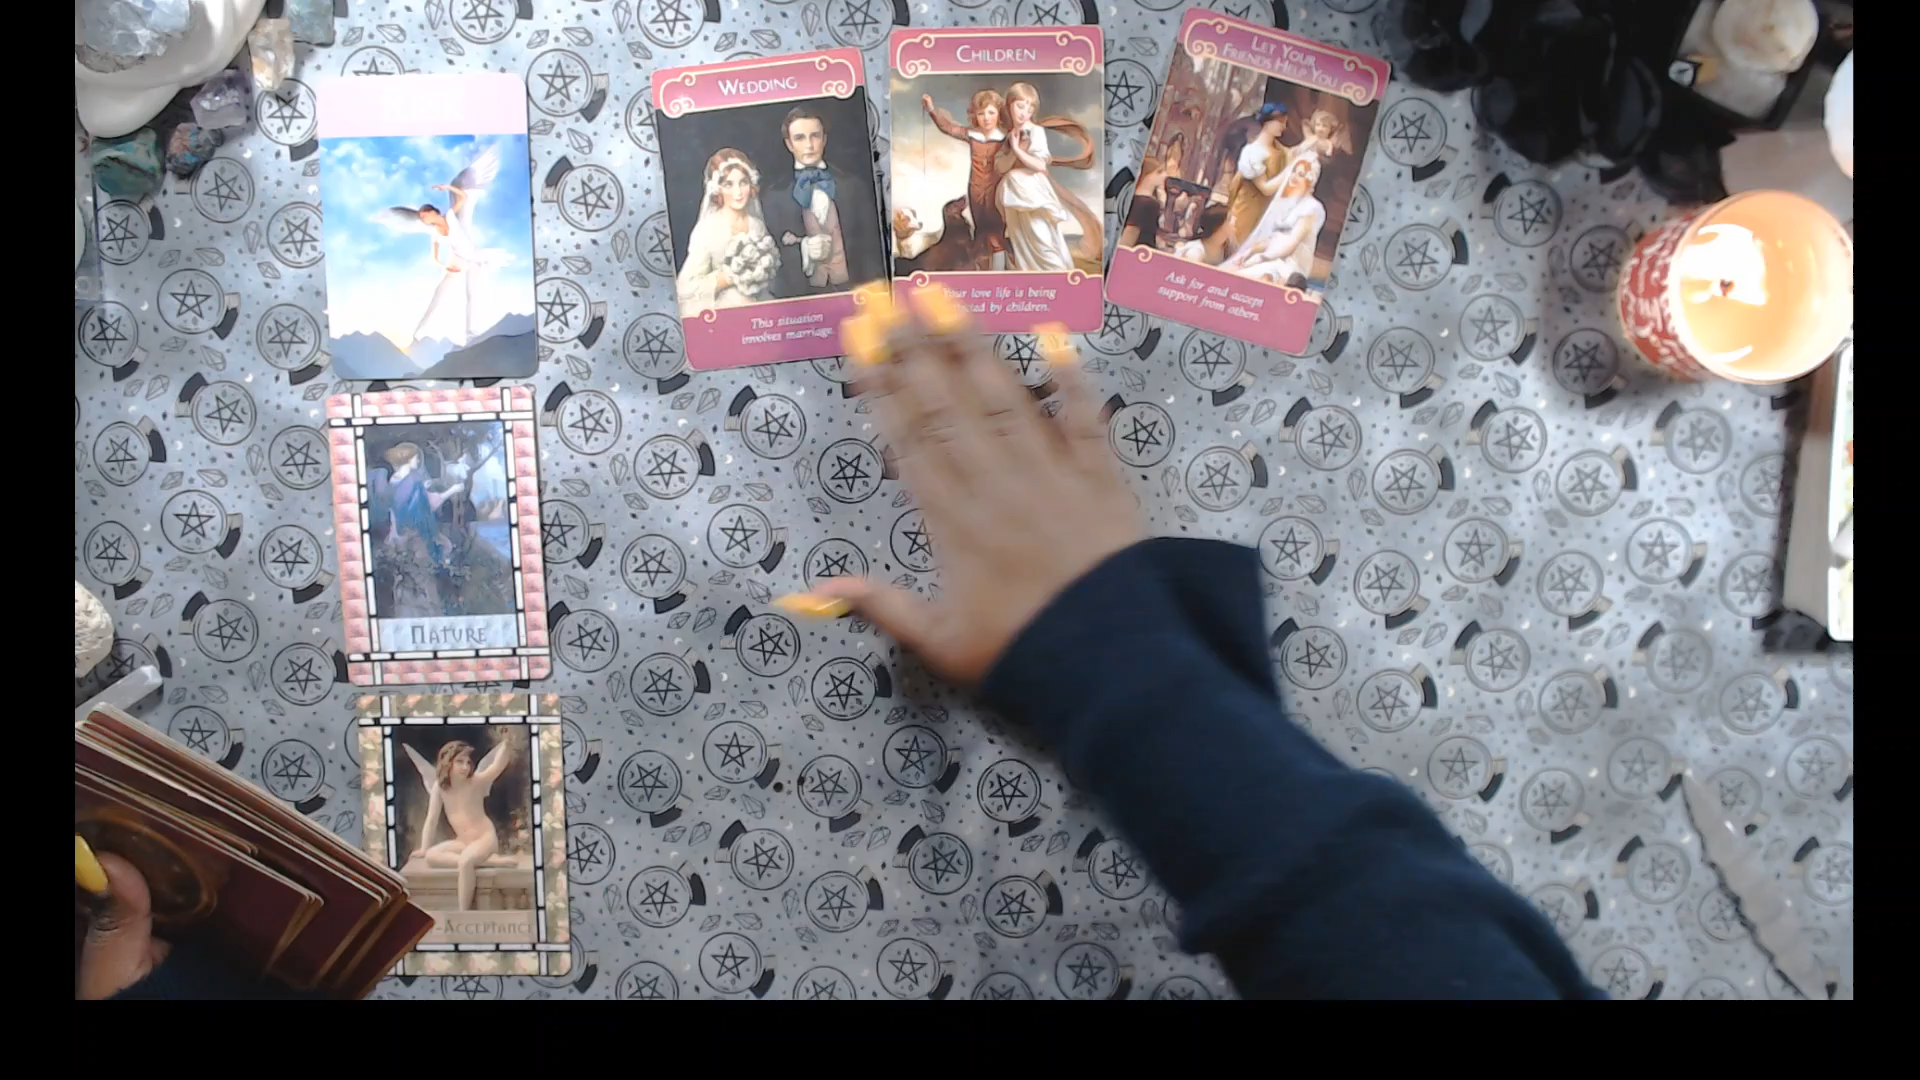 WEDDING
This situation
involves marriage.
CHILDREN
Your love life is being
by children.
LET YOUR
FRIENDS HELP YOU
Ask for and accept
support from others.
NATURE
-ACCEPTANCE